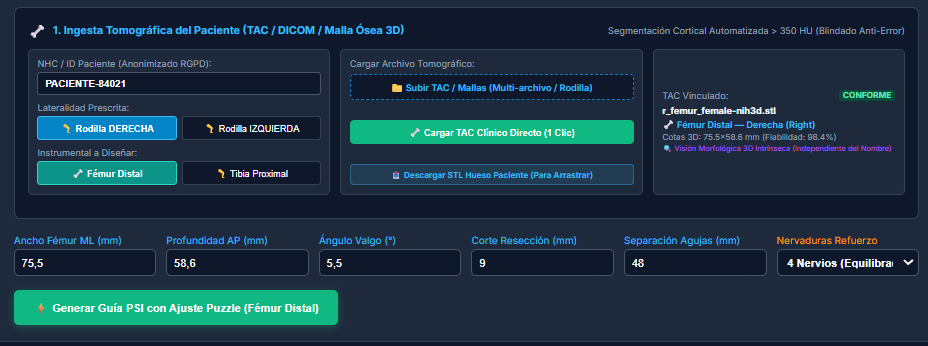 1. Ingesta Tomográfica del Paciente (TAC / DICOM / Malla Ósea 3D)
Segmentación Cortical Automatizada > 350 HU (Blindado Anti-Error)
NHC / ID Paciente (Anonimizado RGPD):
PACIENTE-84021
Lateralidad Prescrita:
Rodilla DERECHA
Rodilla IZQUIERDA
Instrumental a Diseñar:
Fémur Distal
Tibia Proximal
Cargar Archivo Tomográfico:
Subir TAC / Mallas (Multi-archivo / Rodilla)
Cargar TAC Clínico Directo (1 Clic)
Descargar STL Hueso Paciente (Para Arrastrar)
TAC Vinculado:
CONFORME
r_femur_female-nih3d.stl
Fémur Distal — Derecha (Right)
Cotas 3D: 75.5×58.6 mm (Fiabilidad: 98.4%)
Visión Morfológica 3D Intrínseca (Independiente del Nombre)
Ancho Fémur ML (mm)
75,5
Profundidad AP (mm)
58,6
Ángulo Valgo (°)
5,5
Corte Resección (mm)
9
Separación Agujas (mm)
48
Nervaduras Refuerzo
4 Nervios (Equilibrac
Generar Guía PSI con Ajuste Puzzle (Fémur Distal)